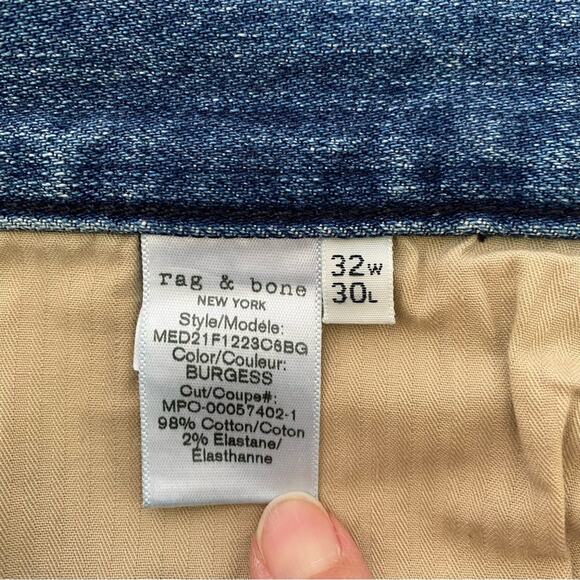 rag & bone
NEW YORK
Style/Modéle:
MED21F1223C6BG
Color/Couleur:
BURGESS
Cut/Coupe#:
MPO-00057402-1
98% Cotton/Coton
2% Elastane/
Élasthanne
32W
30L